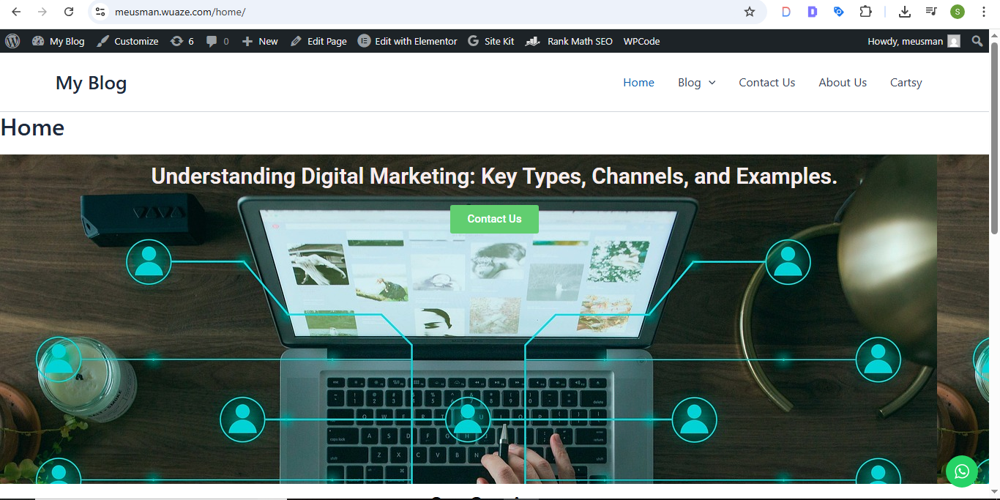 meusman.wuaze.com/home/
S
My Blog
Customize
6
0
New
Edit Page
Edit with Elementor
Site Kit
Rank Math SEO
WPCode
Howdy, meusman
My Blog
Home
Blog
Contact Us
About Us
Cartsy
Home
Understanding Digital Marketing: Key Types, Channels, and Examples.
Contact Us